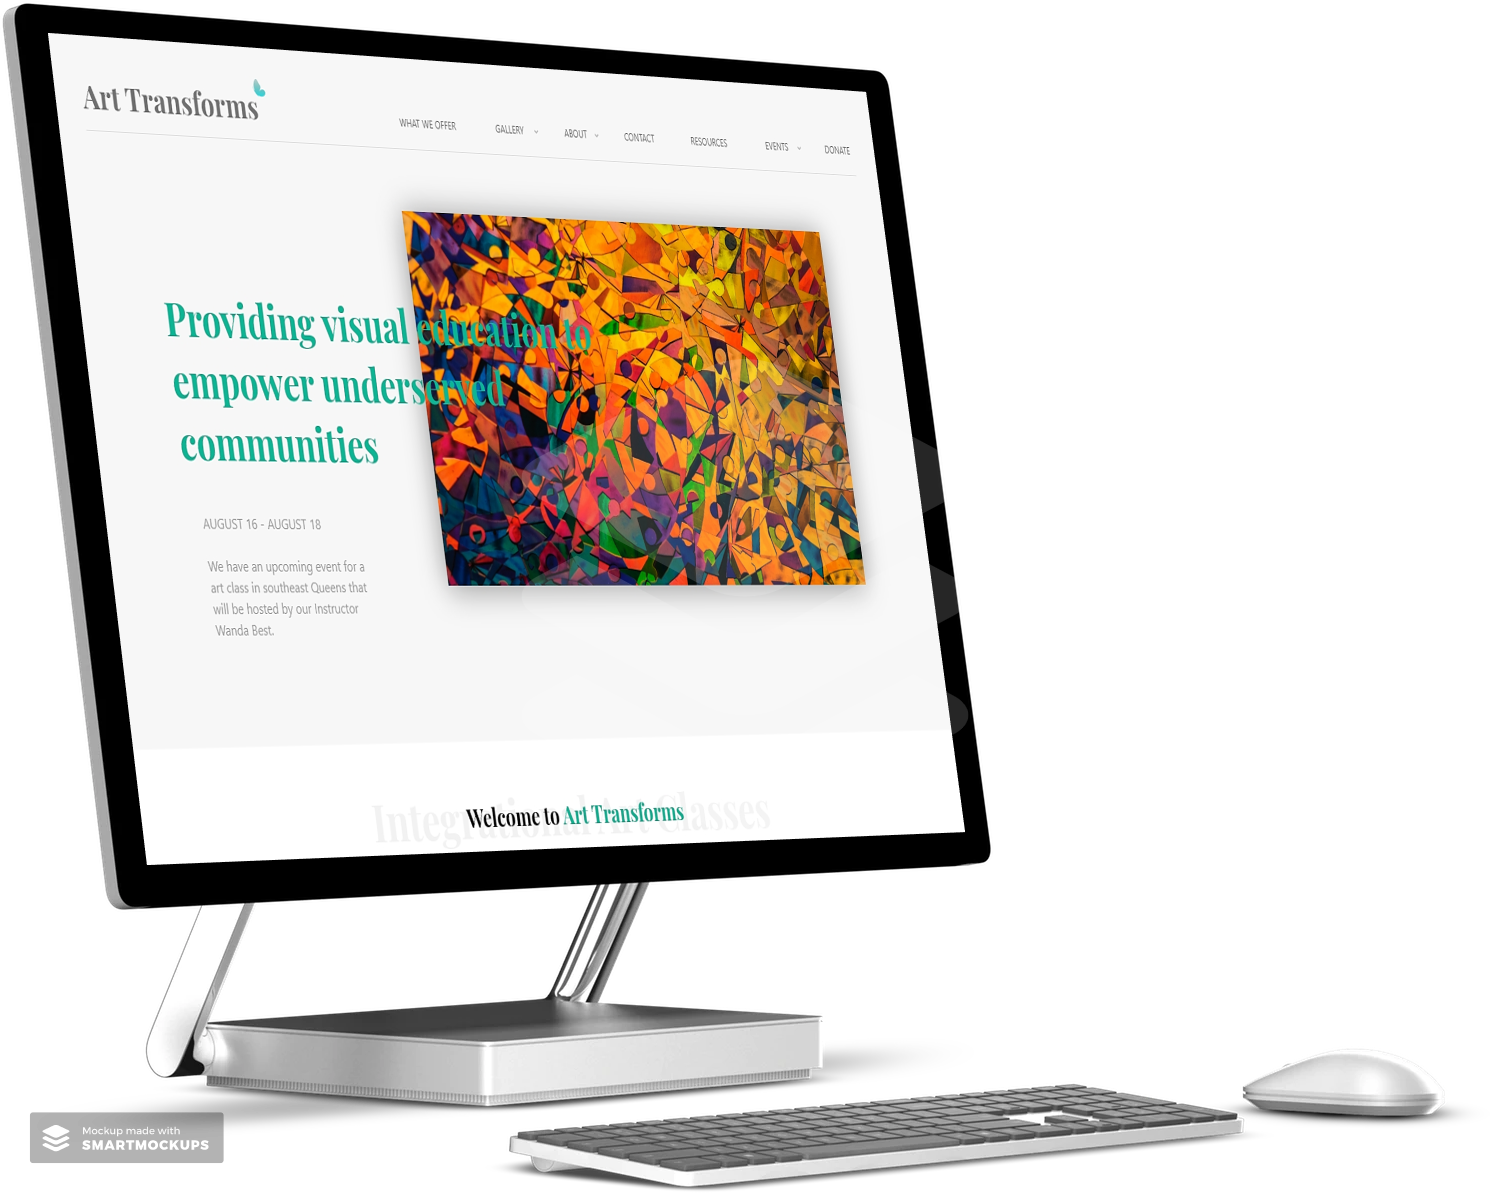 Art Transforms
WHAT WE OFFER GALLERY ABOUT CONTACT RESOURCES EVENTS DONATE
Providing visual education to
empower underserved
communities
AUGUST 16 - AUGUST 18
We have an upcoming event for a
art class in southeast Queens that
will be hosted by our Instructor
Wanda Best.
Integrational Art Classes
Welcome to Art Transforms
Mockup made with
SMARTMOCKUPS